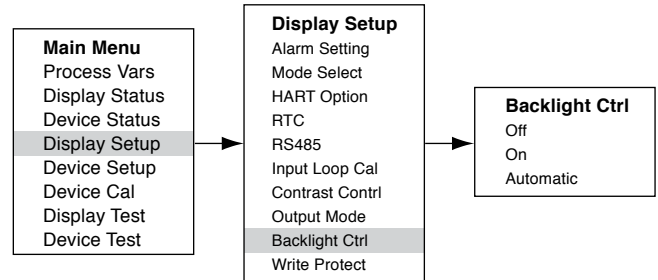 Main Menu
Process Vars
Display Status
Device Status
Display Setup
Device Setup
Device Cal
Display Test
Device Test
Display Setup
Alarm Setting
Mode Select
HART Option
RTC
RS485
Input Loop Cal
Contrast Contrl
Output Mode
Backlight Ctrl
Write Protect
Backlight Ctrl
Off
On
Automatic